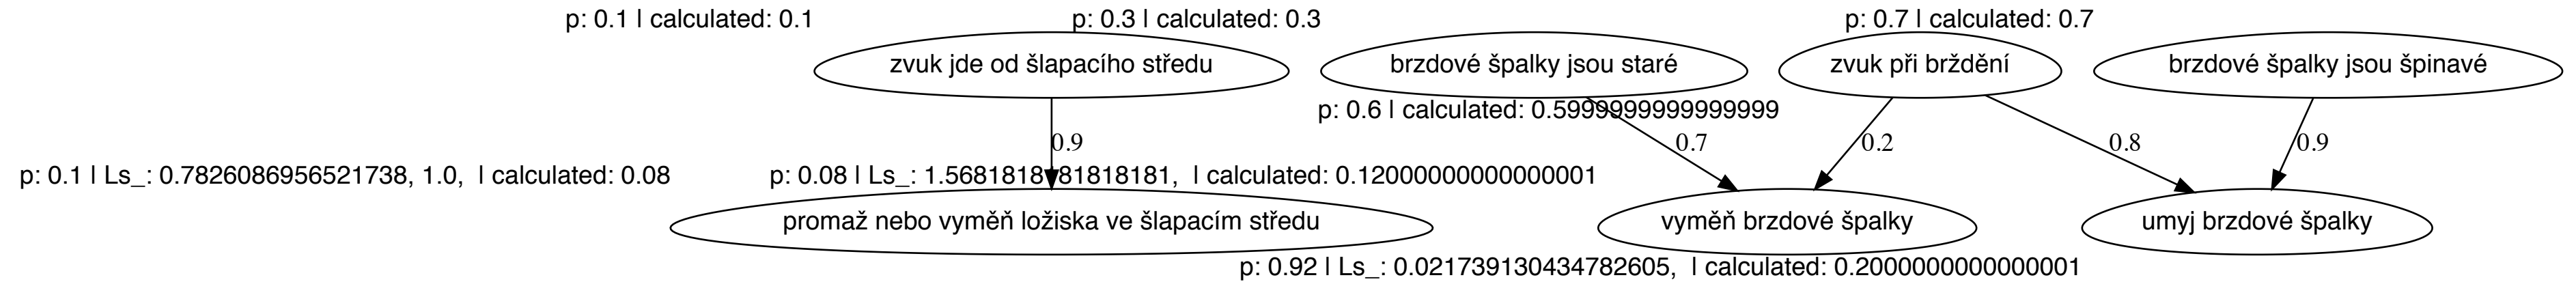 p: 0.1 | calculated: 0.1
p: 0.3 | calculated: 0.3
p: 0.7 | calculated: 0.7
zvuk jde od šlapacího středu
brzdové špalky jsou staré
zvuk při brždění
brzdové špalky jsou špinavé
p: 0.6 | calculated: 0.5999999999999999
0.9
0.7
0.2
0.8
0.9
p: 0.1 | Ls_: 0.7826086956521738, 1.0, | calculated: 0.08
p: 0.08 | Ls_: 1.5681818181818181, | calculated: 0.12000000000000001
promaž nebo vyměň ložiska ve šlapacím středu
vyměň brzdové špalky
umyj brzdové špalky
p: 0.92 | Ls_: 0.021739130434782605, | calculated: 0.2000000000000001